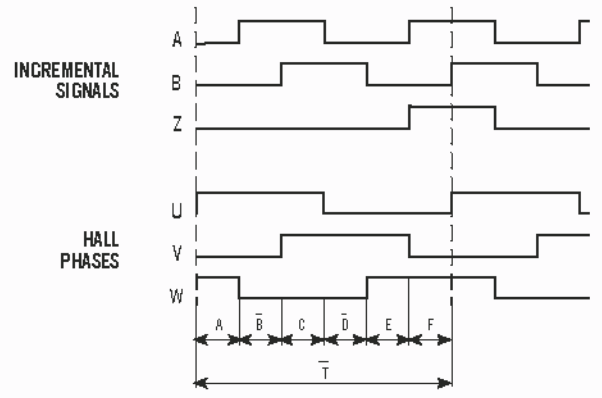 INCREMENTAL
SIGNALS
A
B
Z
HALL
PHASES
U
V
W
A B̅ C D̅ E F
T̅